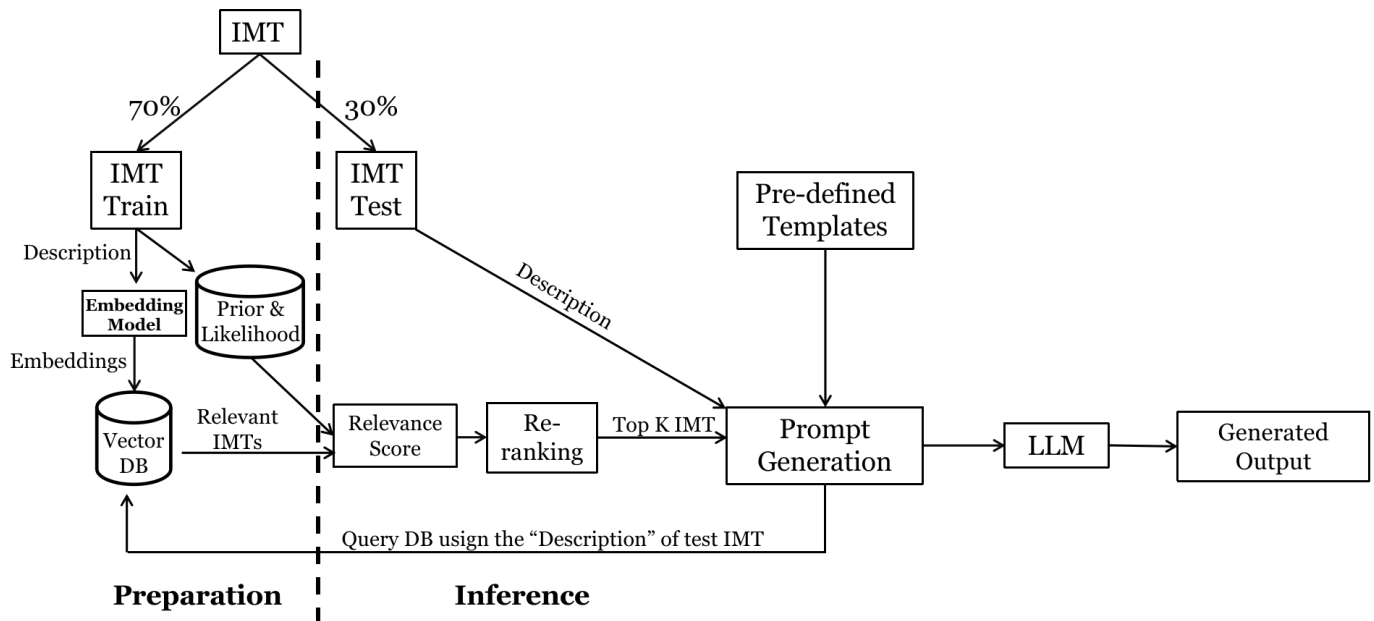 IMT
70%
30%
IMT
Train
IMT
Test
Pre-defined
Templates
Description
Description
Embedding
Model
Prior &
Likelihood
Embeddings
Vector
DB
Relevant
IMTs
Relevance
Score
Re-
ranking
Top K IMT
Prompt
Generation
LLM
Generated
Output
Query DB usign the “Description” of test IMT
Preparation
Inference